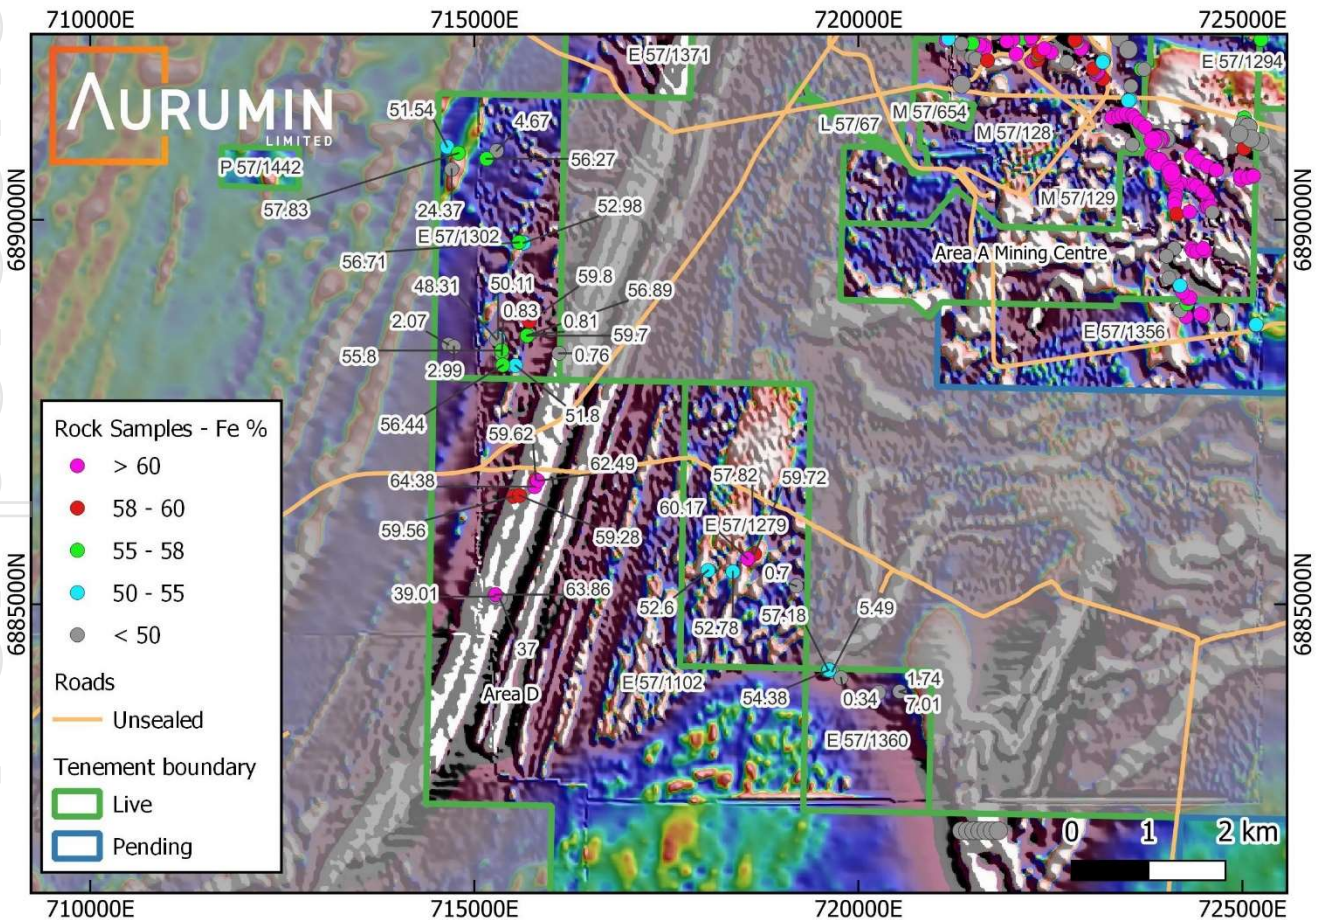 710000E
715000E
720000E
725000E
AURUMIN
LIMITED
E 57/1371
E 57/1294
51.54
4.67
M 57/654
L 57/67
M 57/128
P 57/1442
56.27
57.83
24.37
52.98
M 57/129
6890000N
6890000N
E 57/1302
56.71
Area A Mining Centre
48.31
50.11
59.8
56.89
2.07
0.83
0.81
59.7
E 57/1356
55.8
0.76
2.99
56.44
51.8
Rock Samples - Fe %
> 60
58 - 60
55 - 58
50 - 55
< 50
Roads
Unsealed
Tenement boundary
Live
Pending
59.62
62.49
64.38
57.82
59.72
60.17
59.56
59.28
E 57/1279
39.01
63.86
0.7
52.6
52.78
57.18
5.49
6885000N
6885000N
37
Area D
E 57/1102
54.38
0.34
1.74
7.01
E 57/1360
0 1 2 km
710000E
715000E
720000E
725000E